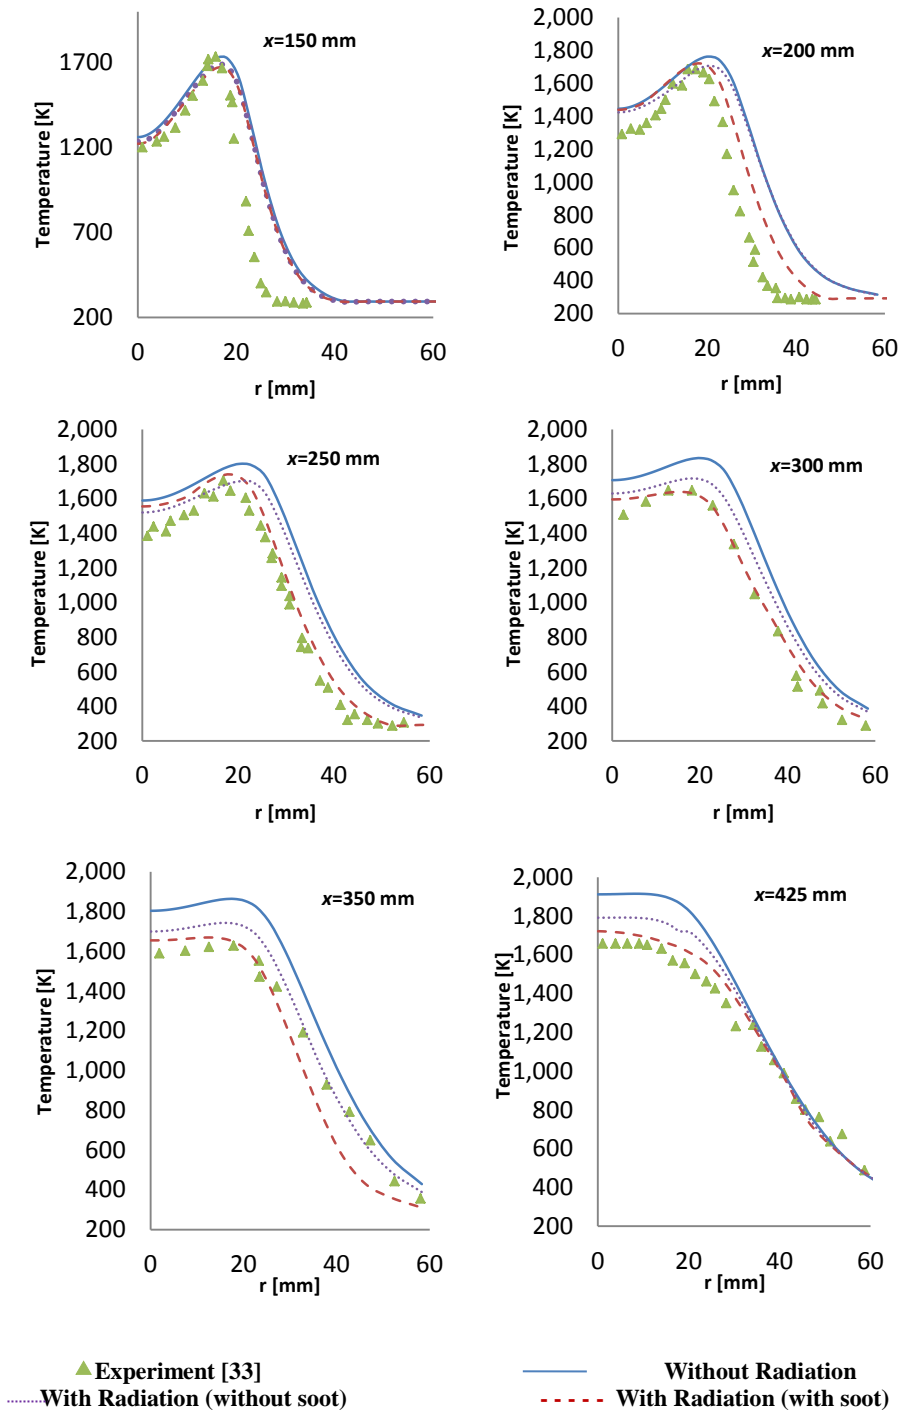 x=150 mm
1700
1200
700
200
Temperature [K]
0 20 40 60
r [mm]
x=200 mm
2,000
1,800
1,600
1,400
1,200
1,000
800
600
400
200
Temperature [K]
0 20 40 60
r [mm]
x=250 mm
2,000
1,800
1,600
1,400
1,200
1,000
800
600
400
200
Temperature [K]
0 20 40 60
r [mm]
x=300 mm
2,000
1,800
1,600
1,400
1,200
1,000
800
600
400
200
Temperature [K]
0 20 40 60
r [mm]
x=350 mm
2,000
1,800
1,600
1,400
1,200
1,000
800
600
400
200
Temperature [K]
0 20 40 60
r [mm]
x=425 mm
2,000
1,800
1,600
1,400
1,200
1,000
800
600
400
200
Temperature [K]
0 20 40 60
r [mm]
Experiment [33]
Without Radiation
With Radiation (without soot)
With Radiation (with soot)